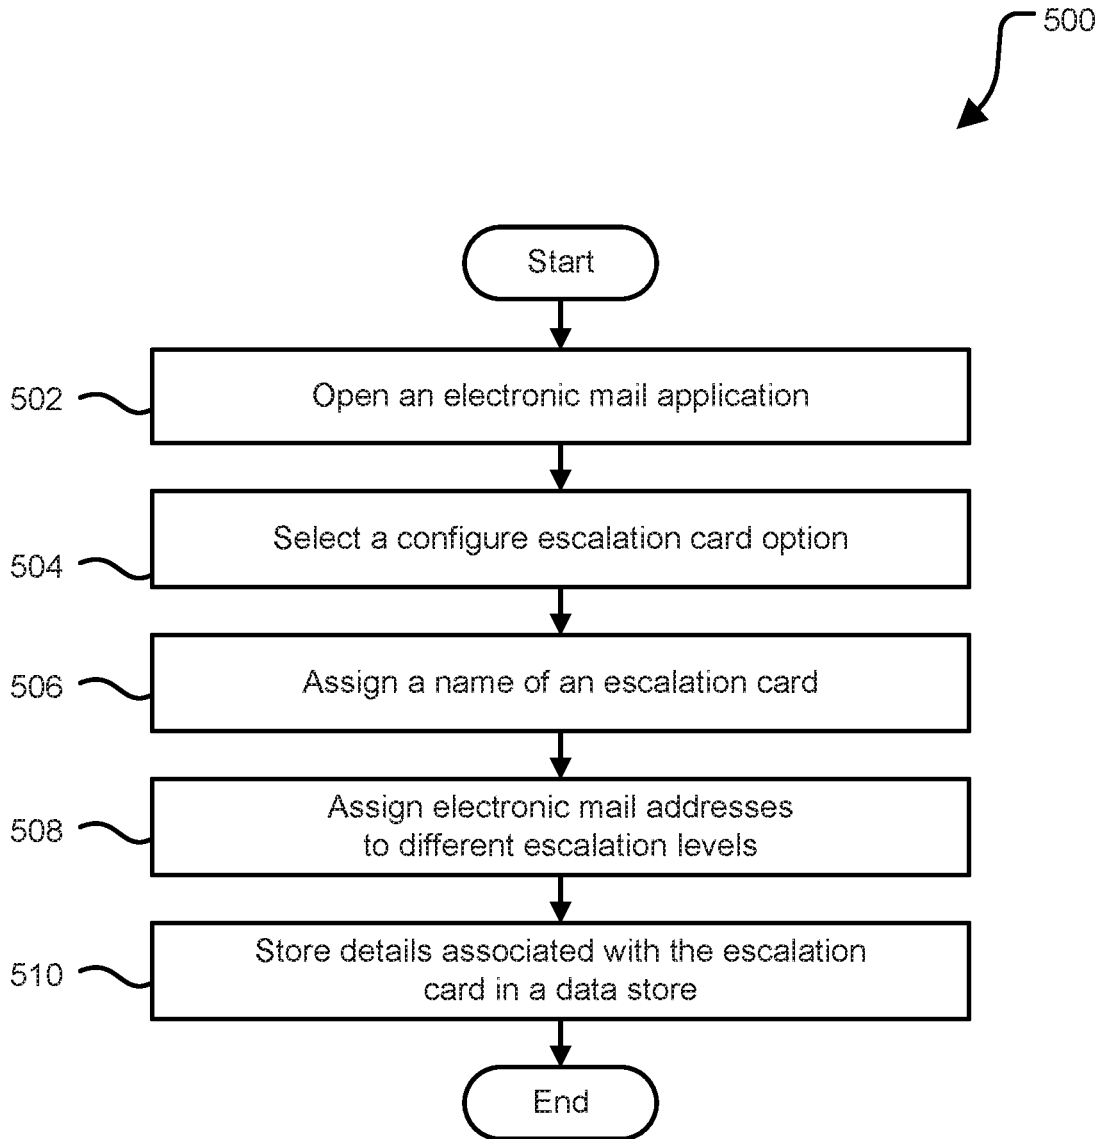 500
Start
502
Open an electronic mail application
504
Select a configure escalation card option
506
Assign a name of an escalation card
508
Assign electronic mail addresses
to different escalation levels
510
Store details associated with the escalation
card in a data store
End